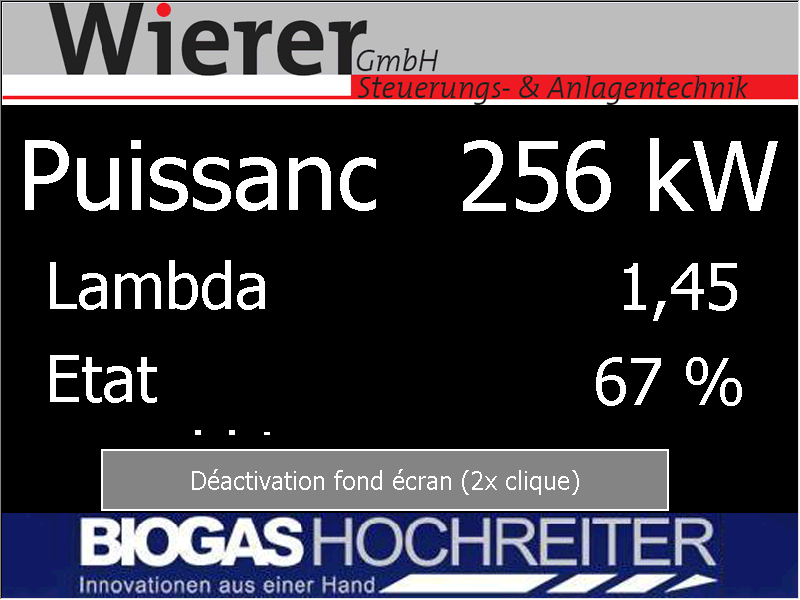 Wierer
GmbH
Steuerungs- & Anlagentechnik
Puissanc 256 kW
Lambda 1,45
Etat 67 %
Déactivation fond écran (2x clique)
BIOGAS HOCHREITER
Innovationen aus einer Hand